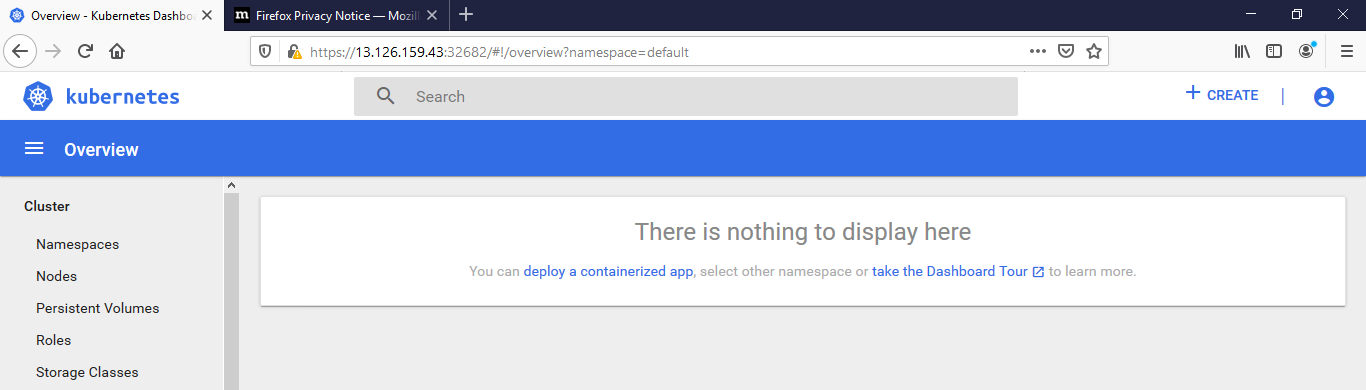 Overview - Kubernetes Dashbo
Firefox Privacy Notice — Mozill
https://13.126.159.43:32682/#!/overview?namespace=default
kubernetes
Search
+ CREATE
Overview
Cluster
Namespaces
Nodes
Persistent Volumes
Roles
Storage Classes
There is nothing to display here
You can deploy a containerized app, select other namespace or take the Dashboard Tour to learn more.